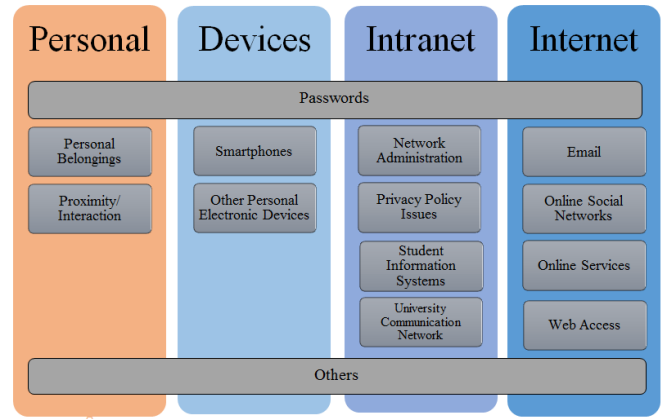 Personal
Devices
Intranet
Internet
Passwords
Personal
Belongings
Smartphones
Network
Administration
Email
Proximity/
Interaction
Other Personal
Electronic Devices
Privacy Policy
Issues
Online Social
Networks
Student
Information
Systems
Online Services
University
Communication
Network
Web Access
Others